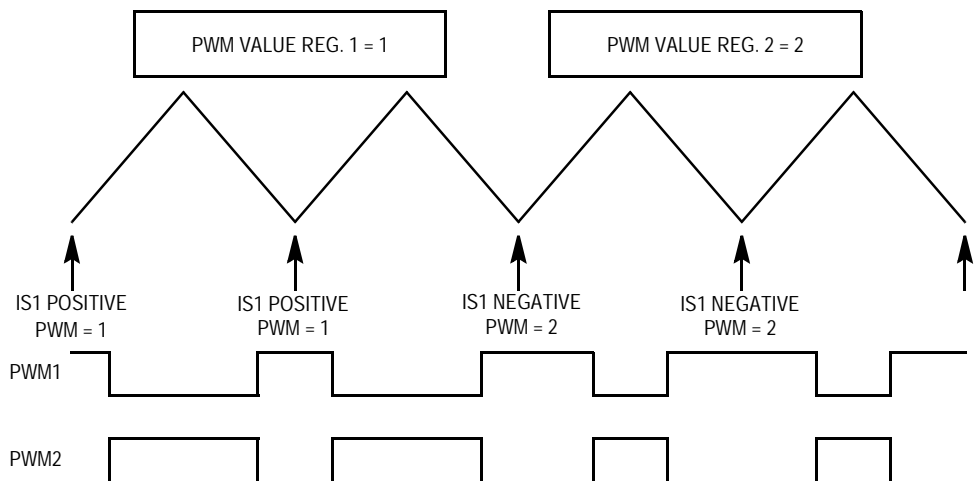 PWM VALUE REG. 1 = 1
PWM VALUE REG. 2 = 2
IS1 POSITIVE
PWM = 1
IS1 POSITIVE
PWM = 1
IS1 NEGATIVE
PWM = 2
IS1 NEGATIVE
PWM = 2
PWM1
PWM2